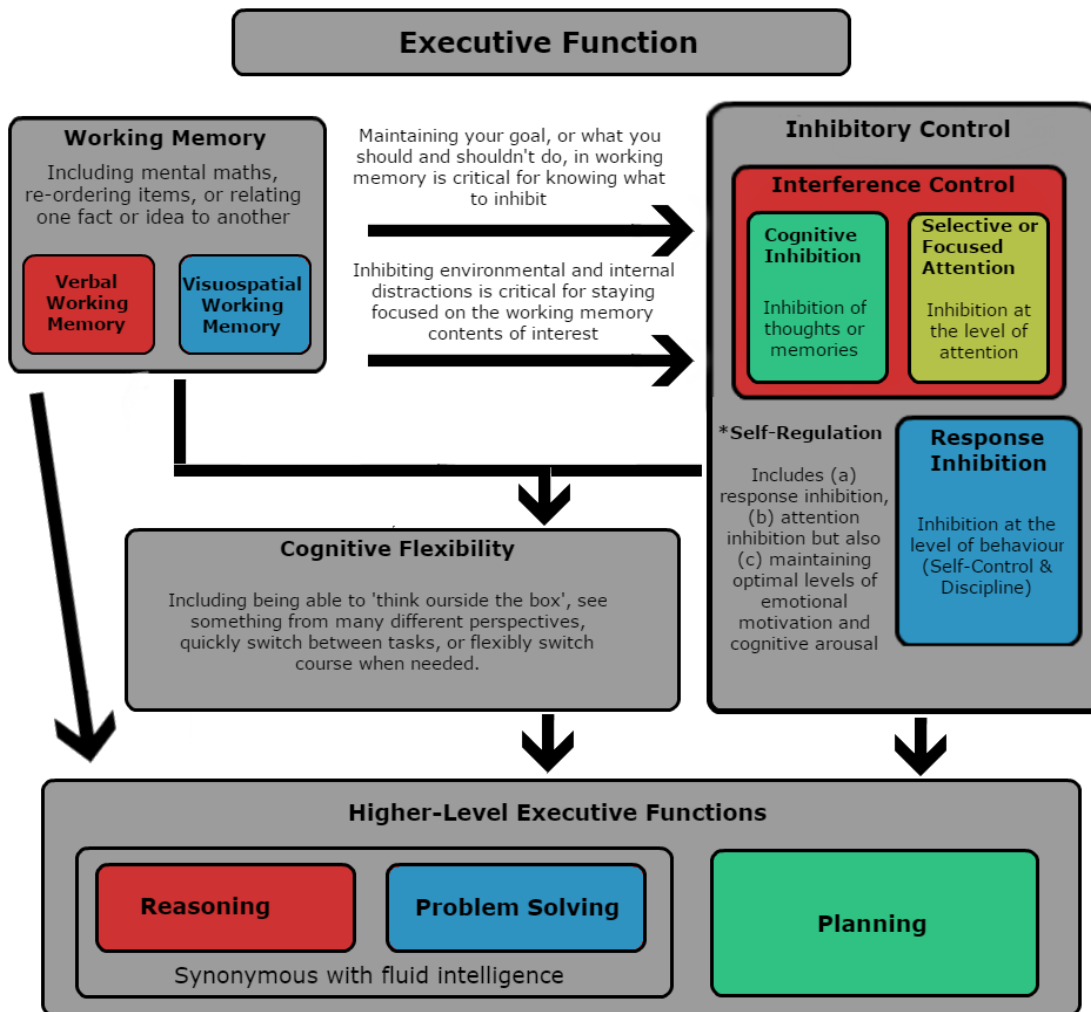 Executive Function
Working Memory
Including mental maths,
re-ordering items, or relating
one fact or idea to another
Verbal
Working
Memory
Visuospatial
Working
Memory
Maintaining your goal, or what you
should and shouldn't do, in working
memory is critical for knowing what
to inhibit
Inhibiting environmental and internal
distractions is critical for staying
focused on the working memory
contents of interest
Inhibitory Control
Interference Control
Cognitive
Inhibition
Inhibition of
thoughts or
memories
Selective or
Focused
Attention
Inhibition at
the level of
attention
*Self-Regulation
Includes (a)
response inhibition,
(b) attention
inhibition but also
(c) maintaining
optimal levels of
emotional
motivation and
cognitive arousal
Response
Inhibition
Inhibition at the
level of behaviour
(Self-Control &
Discipline)
Cognitive Flexibility
Including being able to 'think ourside the box', see
something from many different perspectives,
quickly switch between tasks, or flexibly switch
course when needed.
Higher-Level Executive Functions
Reasoning
Problem Solving
Synonymous with fluid intelligence
Planning